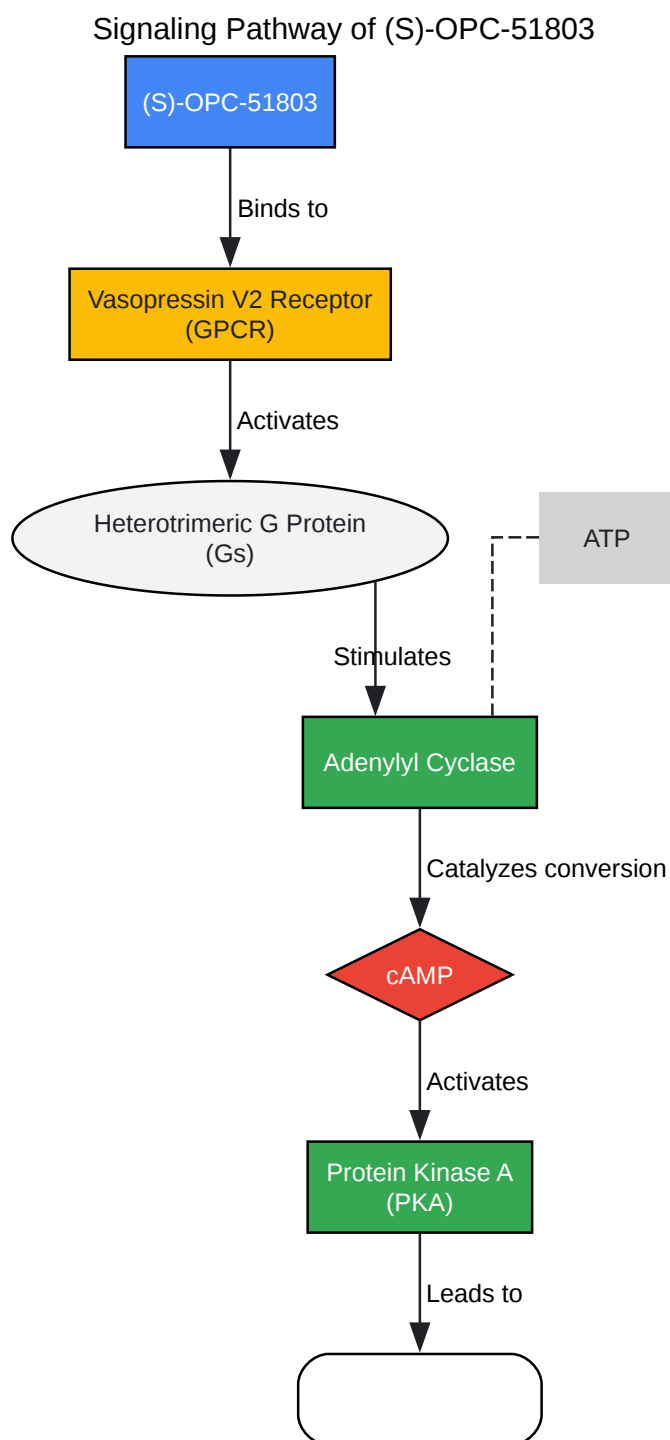 Signaling Pathway of (S)-OPC-51803
(S)-OPC-51803
Binds to
Vasopressin V2 Receptor
(GPCR)
Activates
Heterotrimeric G Protein
(Gs)
ATP
Stimulates
Adenylyl Cyclase
Catalyzes conversion
cAMP
Activates
Protein Kinase A
(PKA)
Leads to